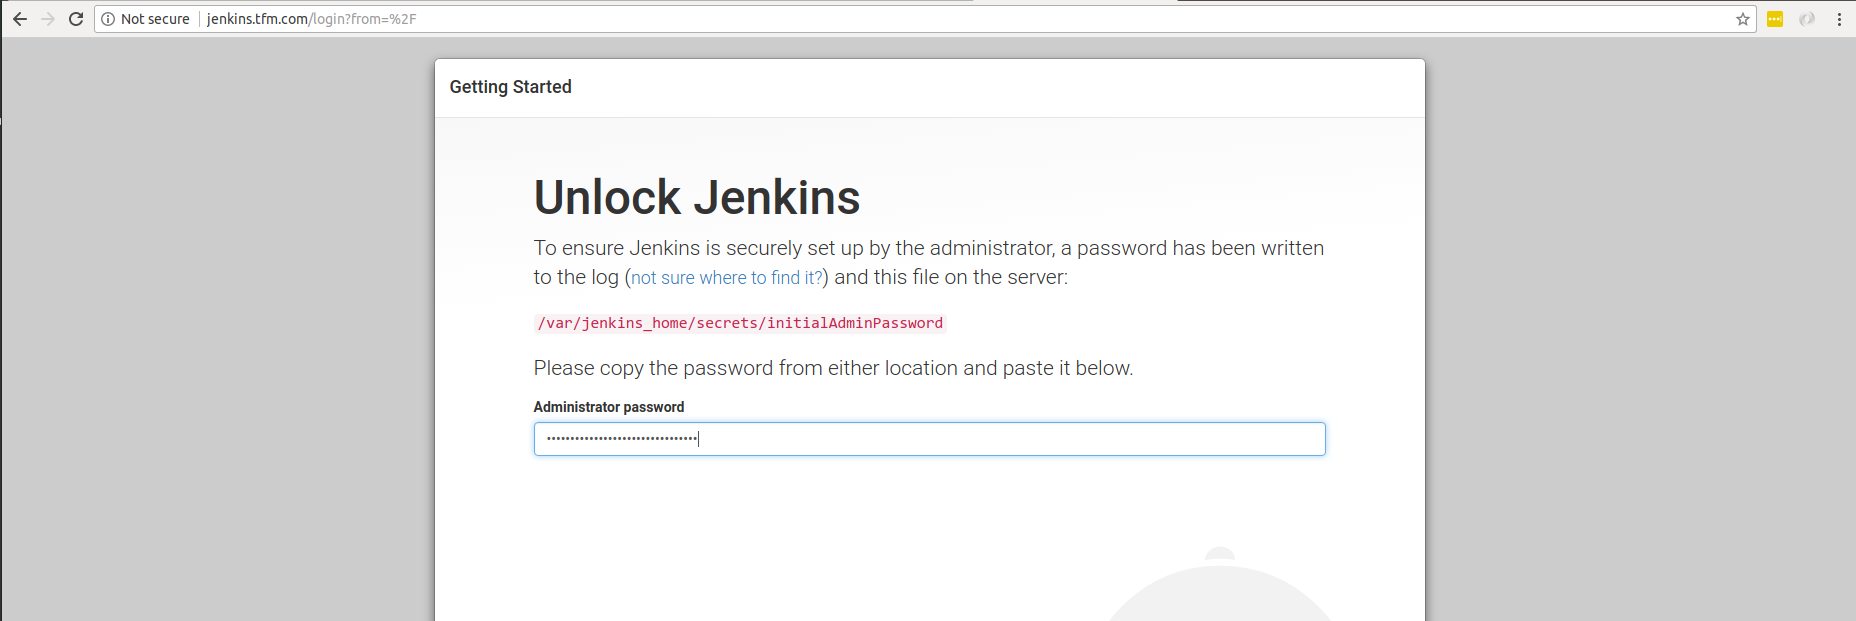 Not secure jenkins.tfm.com/login?from=%2F
Getting Started
Unlock Jenkins
To ensure Jenkins is securely set up by the administrator, a password has been written
to the log (not sure where to find it?) and this file on the server:
/var/jenkins_home/secrets/initialAdminPassword
Please copy the password from either location and paste it below.
Administrator password
••••••••••••••••••••••••••••••••